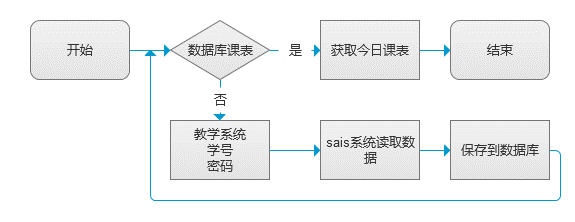 开始
数据库课表
是
获取今日课表
结束
否
教学系统
学号
密码
sais系统读取数
据
保存到数据库